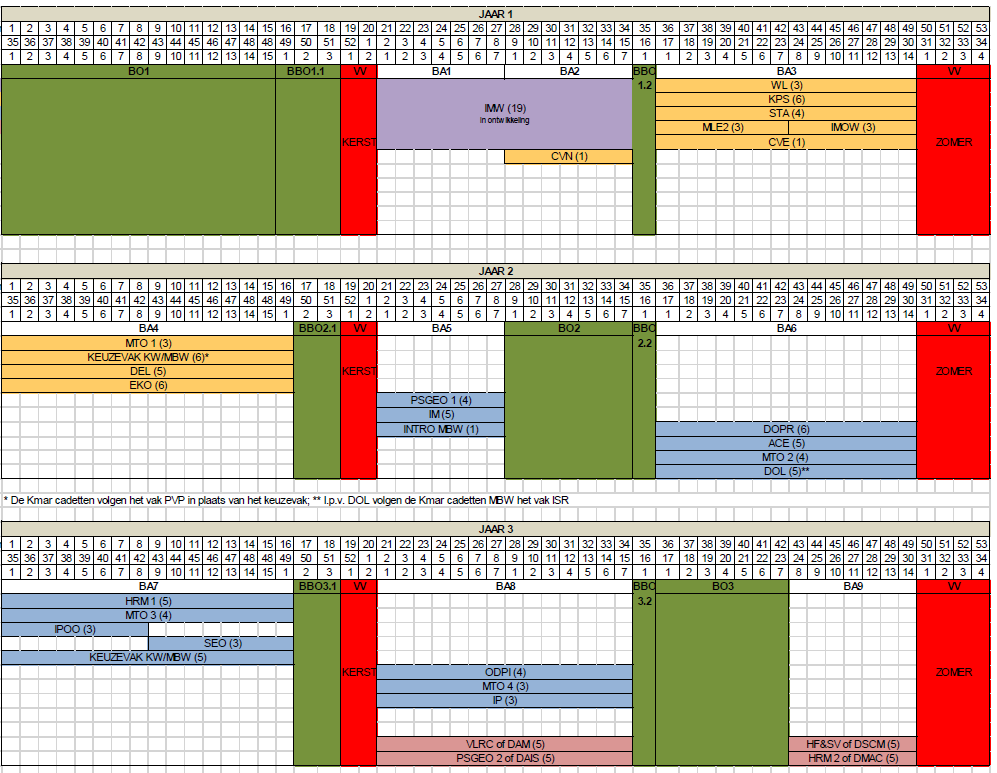 JAAR 1
1 2 3 4 5 6 7 8 9 10 11 12 13 14 15 16 17 18 19 20 21 22 23 24 25 26 27 28 29 30 31 32 33 34 35 36 37 38 39 40 41 42 43 44 45 46 47 48 49 50 51 52 53
35 36 37 38 39 40 41 42 43 44 45 46 47 48 49 49 50 51 52 1 2 3 4 5 6 7 8 9 10 11 12 13 14 15 16 17 18 19 20 21 22 23 24 25 26 27 28 29 30 31 32 33 34
1 2 3 4 5 6 7 8 9 10 11 12 13 14 15 1 2 3 1 2 1 2 3 4 5 6 7 1 2 3 4 5 6 7 1 1 2 3 4 5 6 7 8 9 10 11 12 13 14 1 2 3 4
BO1 BBO1.1 VV BA1 BA2 BBO BA3 VV
1.2 WL (3)
KPS (6)
IMW (19)
in ontwikkeling
STA (4)
MLE2 (3) IMOW (3)
KERST CVE (1) ZOMER
CVN (1)
JAAR 2
1 2 3 4 5 6 7 8 9 10 11 12 13 14 15 16 17 18 19 20 21 22 23 24 25 26 27 28 29 30 31 32 33 34 35 36 37 38 39 40 41 42 43 44 45 46 47 48 49 50 51 52 53
35 36 37 38 39 40 41 42 43 44 45 46 47 48 49 49 50 51 52 1 2 3 4 5 6 7 8 9 10 11 12 13 14 15 16 17 18 19 20 21 22 23 24 25 26 27 28 29 30 31 32 33 34
1 2 3 4 5 6 7 8 9 10 11 12 13 14 15 1 2 3 1 2 1 2 3 4 5 6 7 1 2 3 4 5 6 7 1 1 2 3 4 5 6 7 8 9 10 11 12 13 14 1 2 3 4
BA4 BBO2.1 VV BA5 BO2 BBO BA6 VV
MTO 1 (3) 2.2
KEUZEVAK KW/MBW (6)*
DEL (5) KERST ZOMER
EKO (6)
PSGEO 1 (4)
IM (5)
INTRO MBW (1) DOPR (6)
ACE (5)
MTO 2 (4)
DOL (5)**
* De Kmar cadetten volgen het vak PVP in plaats van het keuzevak; ** I.p.v. DOL volgen de Kmar cadetten MBW het vak ISR
JAAR 3
1 2 3 4 5 6 7 8 9 10 11 12 13 14 15 16 17 18 19 20 21 22 23 24 25 26 27 28 29 30 31 32 33 34 35 36 37 38 39 40 41 42 43 44 45 46 47 48 49 50 51 52 53
35 36 37 38 39 40 41 42 43 44 45 46 47 48 49 49 50 51 52 1 2 3 4 5 6 7 8 9 10 11 12 13 14 15 16 17 18 19 20 21 22 23 24 25 26 27 28 29 30 31 32 33 34
1 2 3 4 5 6 7 8 9 10 11 12 13 14 15 1 2 3 1 2 1 2 3 4 5 6 7 8 9 10 11 12 13 14 1 1 2 3 4 5 6 7 8 9 10 11 12 13 14 1 2 3 4
BA7 BBO3.1 VV BA8 BBO BO3 BA9 VV
HRM 1 (5) 3.2
MTO 3 (4)
IPOO (3)
SEO (3)
KEUZEVAK KW/MBW (5)
KERST ODPI (4) ZOMER
MTO 4 (3)
IP (3)
VLRC of DAM (5) HF&SV of DSCM (5)
PSGEO 2 of DAIS (5) HRM 2 of DMAC (5)